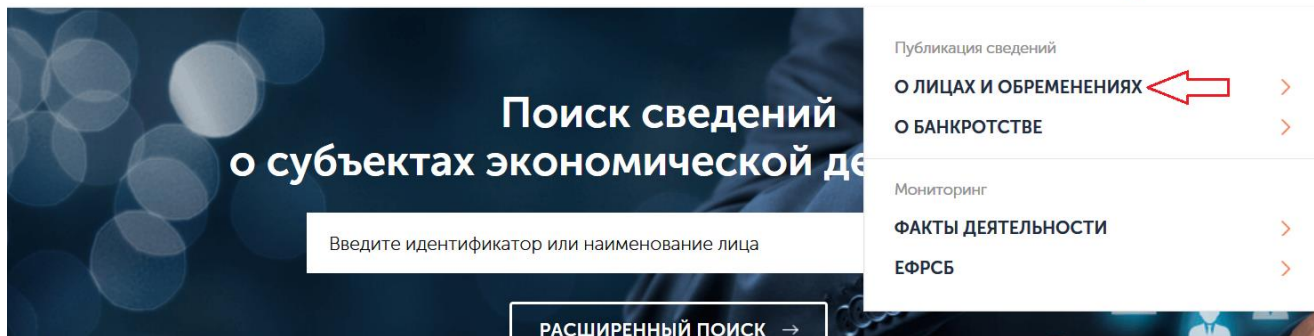 Поиск сведений
о субъектах экономической де
Введите идентификатор или наименование лица
РАСШИРЕННЫЙ ПОИСК →
Публикация сведений
О ЛИЦАХ И ОБРЕМЕНЕНИЯХ
О БАНКРОТСТВЕ
Мониторинг
ФАКТЫ ДЕЯТЕЛЬНОСТИ
ЕФРСБ